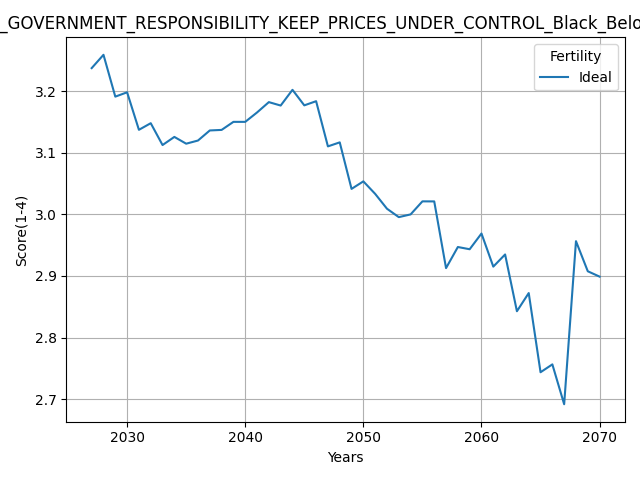 _GOVERNMENT_RESPONSIBILITY_KEEP_PRICES_UNDER_CONTROL_Black_Belo
Fertility
Ideal
Score(1-4)
3.2
3.1
3.0
2.9
2.8
2.7
2030 2040 2050 2060 2070
Years